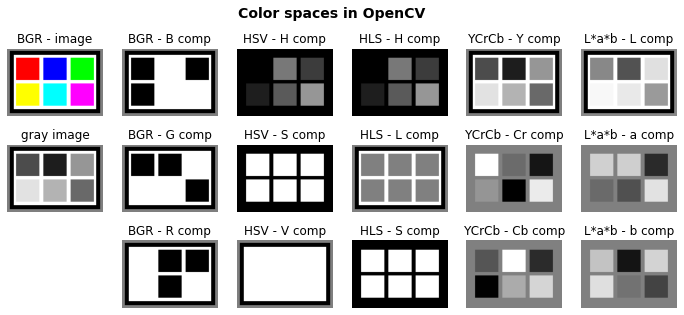 Color spaces in OpenCV
BGR - image
BGR - B comp
HSV - H comp
HLS - H comp
YCrCb - Y comp
L*a*b - L comp
gray image
BGR - G comp
HSV - S comp
HLS - L comp
YCrCb - Cr comp
L*a*b - a comp
BGR - R comp
HSV - V comp
HLS - S comp
YCrCb - Cb comp
L*a*b - b comp